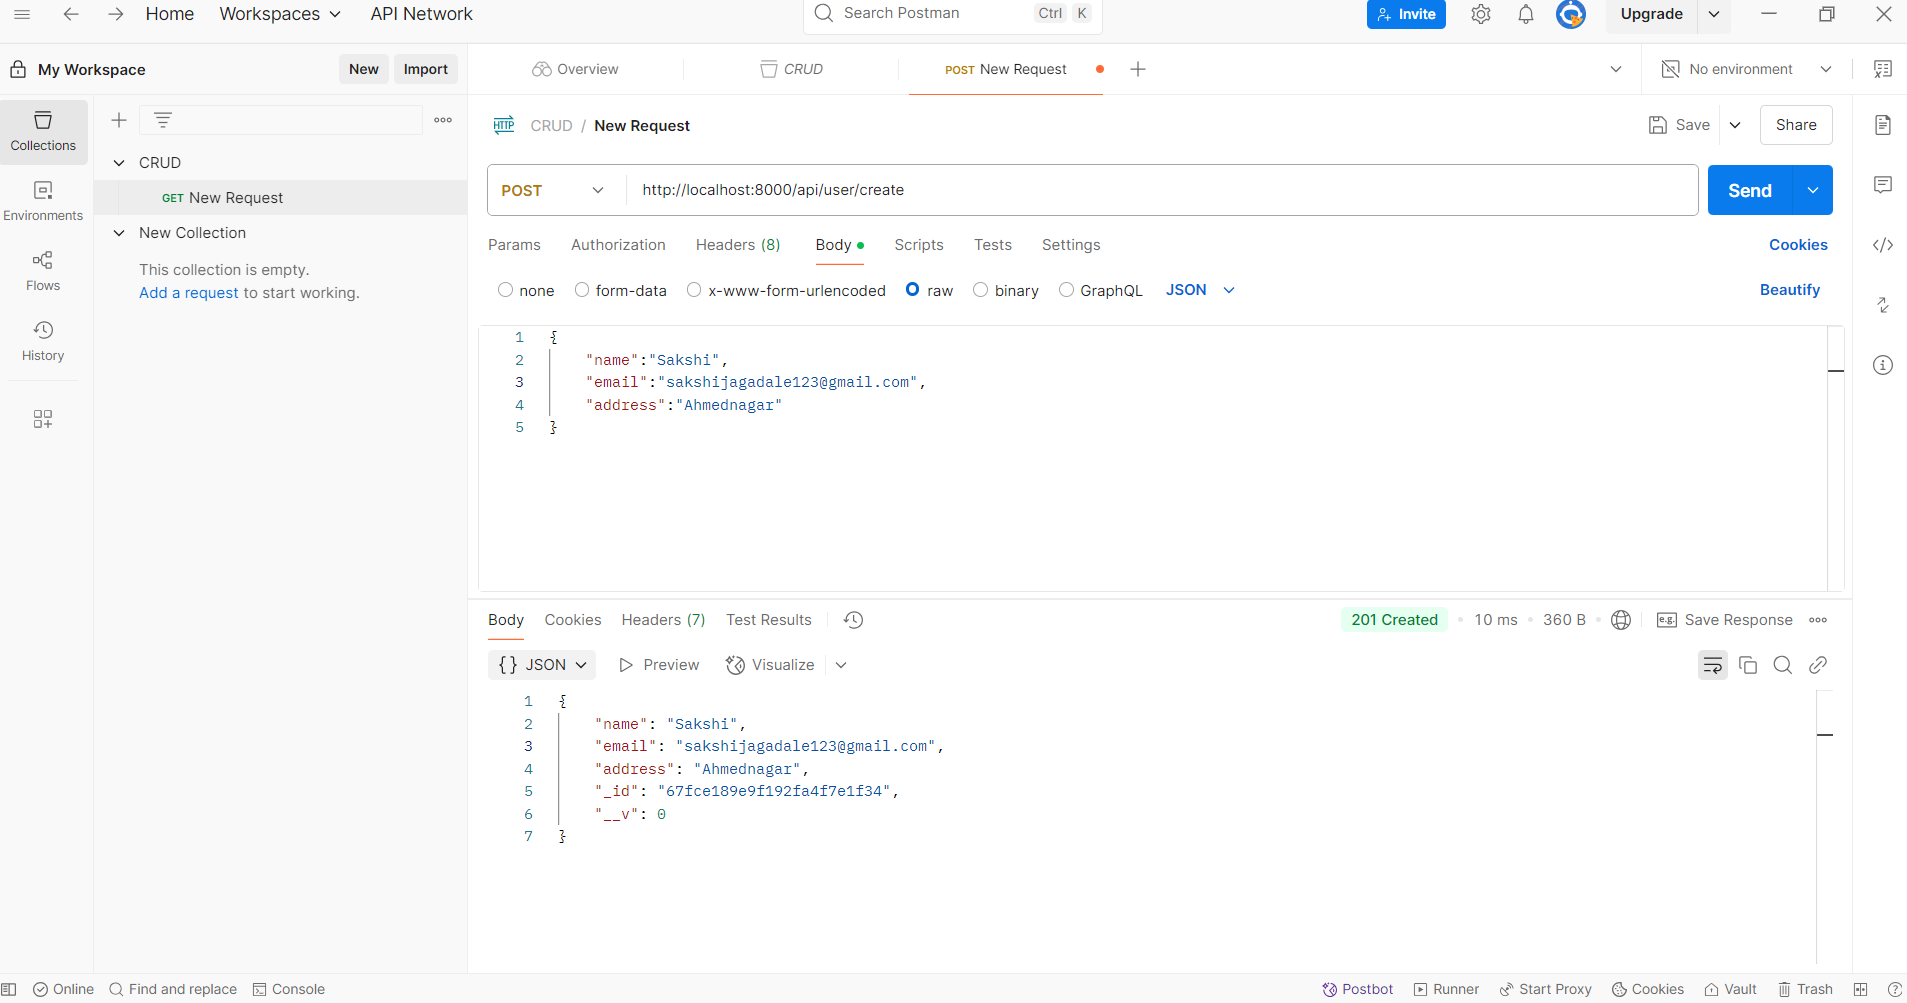 Home Workspaces API Network Search Postman Ctrl K Invite Upgrade
My Workspace New Import Overview CRUD POST New Request No environment
Collections
Environments
Flows
History
CRUD
GET New Request
New Collection
This collection is empty.
Add a request to start working.
HTTP CRUD / New Request Save Share
POST http://localhost:8000/api/user/create Send
Params Authorization Headers (8) Body Scripts Tests Settings Cookies
none form-data x-www-form-urlencoded raw binary GraphQL JSON Beautify
1 {
2 "name":"Sakshi",
3 "email":"sakshijagadale123@gmail.com",
4 "address":"Ahmednagar"
5 }
Body Cookies Headers (7) Test Results 201 Created • 10 ms • 360 B • e.g. Save Response
{} JSON Preview Visualize
1 {
2 "name": "Sakshi",
3 "email": "sakshijagadale123@gmail.com",
4 "address": "Ahmednagar",
5 "_id": "67fce189e9f192fa4f7e1f34",
6 "__v": 0
7 }
Online Find and replace Console Postbot Runner Start Proxy Cookies Vault Trash